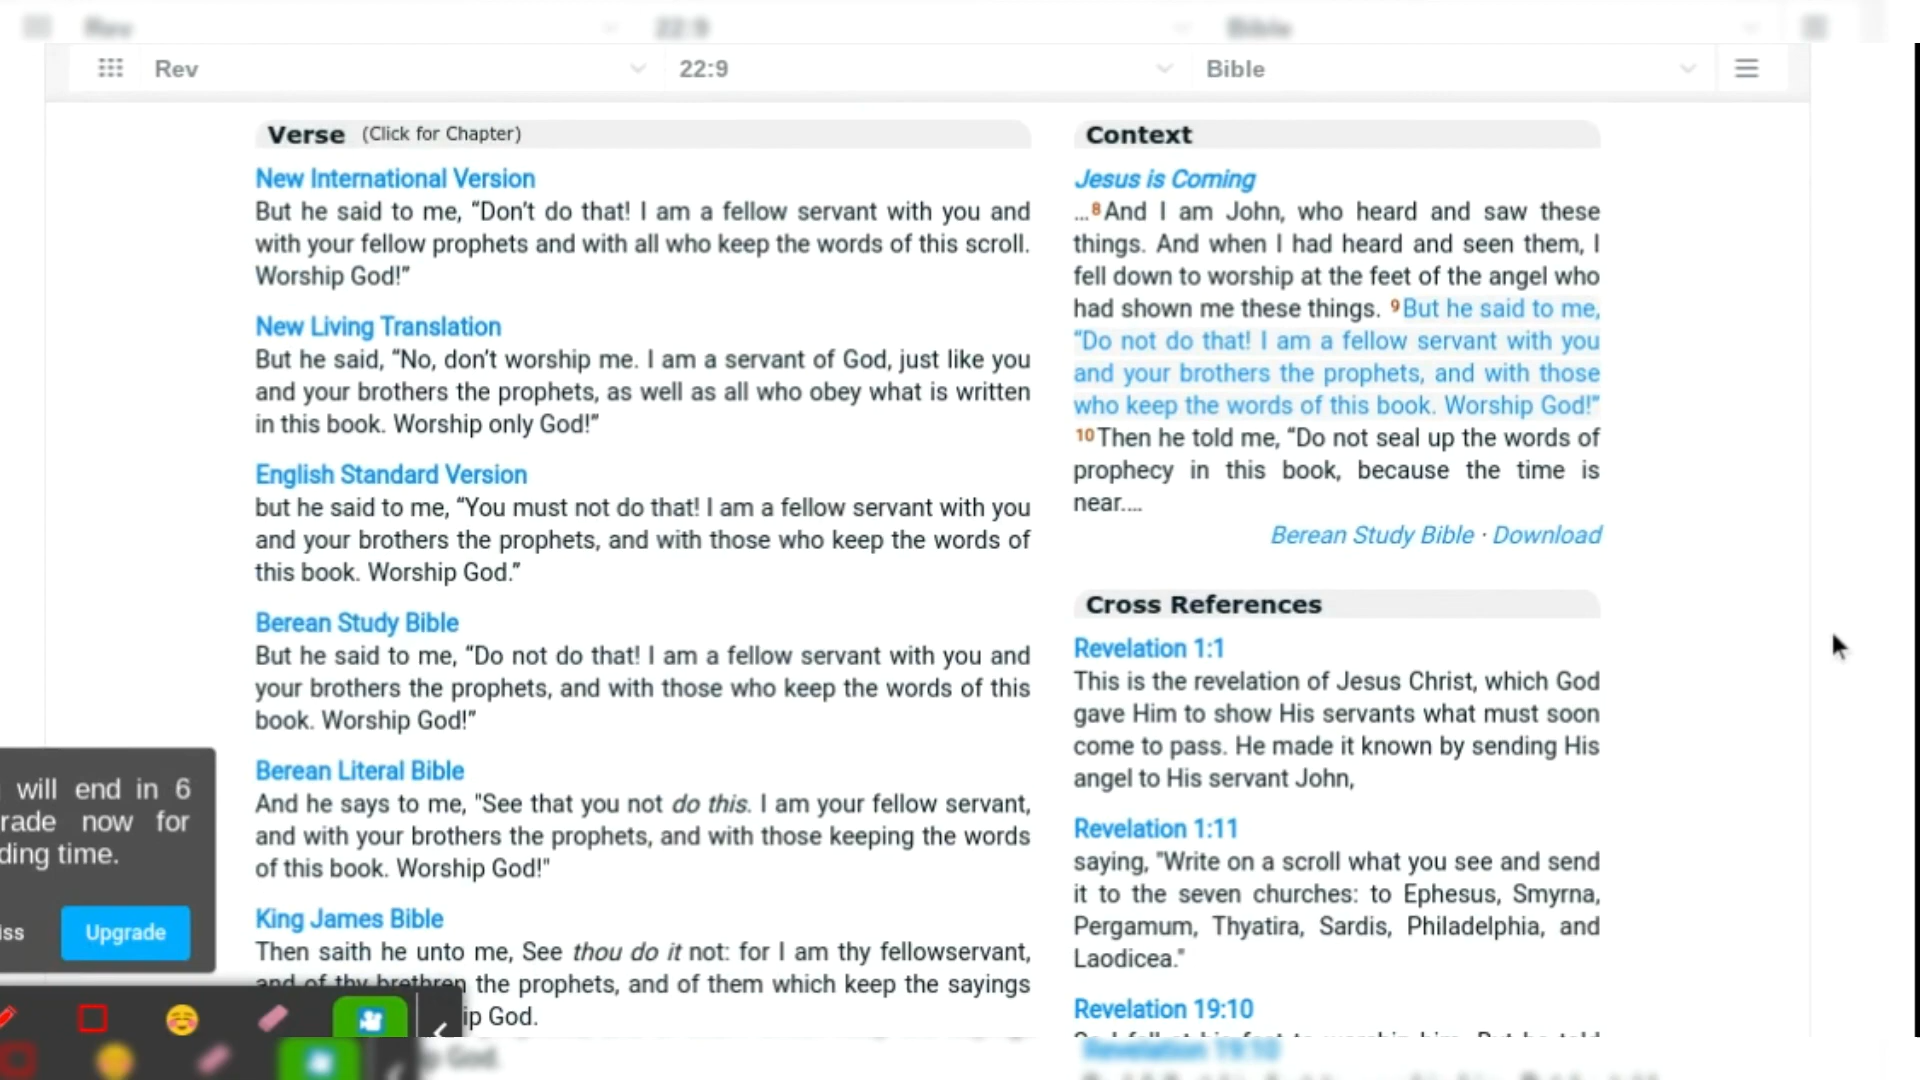 Rev
22:9
Bible
Rev
22:9
Bible
Verse (Click for Chapter)
New International Version
But he said to me, “Don’t do that! I am a fellow servant with you and
with your fellow prophets and with all who keep the words of this scroll.
Worship God!”
New Living Translation
But he said, “No, don’t worship me. I am a servant of God, just like you
and your brothers the prophets, as well as all who obey what is written
in this book. Worship only God!”
English Standard Version
but he said to me, “You must not do that! I am a fellow servant with you
and your brothers the prophets, and with those who keep the words of
this book. Worship God.”
Berean Study Bible
But he said to me, “Do not do that! I am a fellow servant with you and
your brothers the prophets, and with those who keep the words of this
book. Worship God!”
Berean Literal Bible
And he says to me, "See that you not do this. I am your fellow servant,
and with your brothers the prophets, and with those keeping the words
of this book. Worship God!"
King James Bible
Then saith he unto me, See thou do it not: for I am thy fellowservant,
and of thy brethren the prophets, and of them which keep the sayings
ip God.
p God.
Context
Jesus is Coming
…8And I am John, who heard and saw these
things. And when I had heard and seen them, I
fell down to worship at the feet of the angel who
had shown me these things. 9But he said to me,
“Do not do that! I am a fellow servant with you
and your brothers the prophets, and with those
who keep the words of this book. Worship God!”
10Then he told me, “Do not seal up the words of
prophecy in this book, because the time is
near.…
Berean Study Bible · Download
Cross References
Revelation 1:1
This is the revelation of Jesus Christ, which God
gave Him to show His servants what must soon
come to pass. He made it known by sending His
angel to His servant John,
Revelation 1:11
saying, "Write on a scroll what you see and send
it to the seven churches: to Ephesus, Smyrna,
Pergamum, Thyatira, Sardis, Philadelphia, and
Laodicea."
Revelation 19:10
Revelation 19:10
will end in 6
rade now for
ding time.
iss
Upgrade